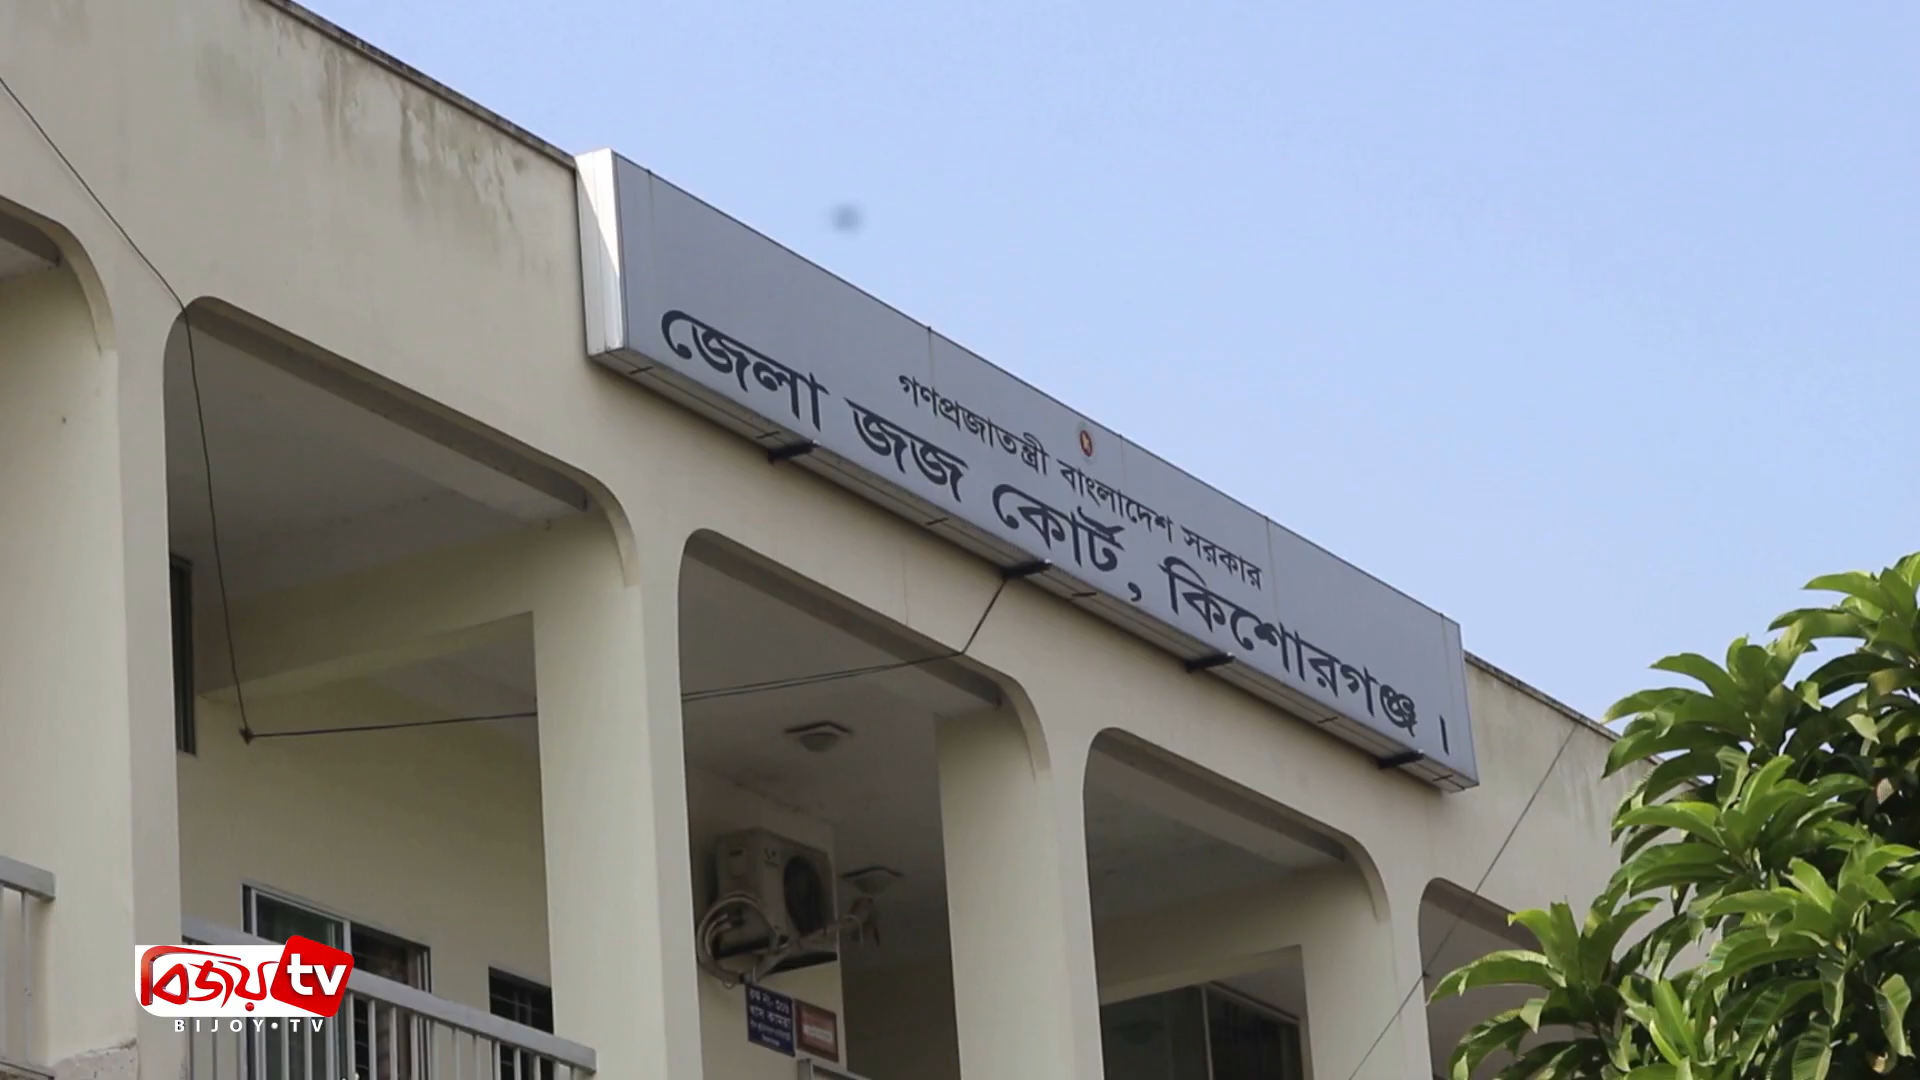 গণপ্রজাতন্ত্রী বাংলাদেশ সরকার
জেলা জজ কোর্ট, কিশোরগঞ্জ।
বিজয় tv
BIJOY•TV